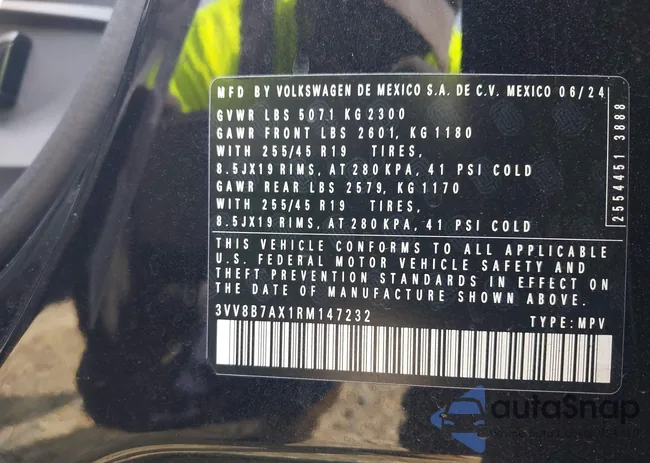 MFD BY VOLKSWAGEN DE MEXICO S.A. DE C.V. MEXICO 06/24
GVWR LBS 5071 KG 2300
GAWR FRONT LBS 2601, KG 1180
WITH 255/45 R19 TIRES,
8.5JX19 RIMS, AT 280 KPA, 41 PSI COLD
GAWR REAR LBS 2579, KG 1170
WITH 255/45 R19 TIRES,
8.5JX19 RIMS, AT 280 KPA, 41 PSI COLD
2554451 3888
THIS VEHICLE CONFORMS TO ALL APPLICABLE
U.S. FEDERAL MOTOR VEHICLE SAFETY AND
THEFT PREVENTION STANDARDS IN EFFECT ON
THE DATE OF MANUFACTURE SHOWN ABOVE.
3VV8B7AX1RM147232 TYPE: MPV
autoSnap